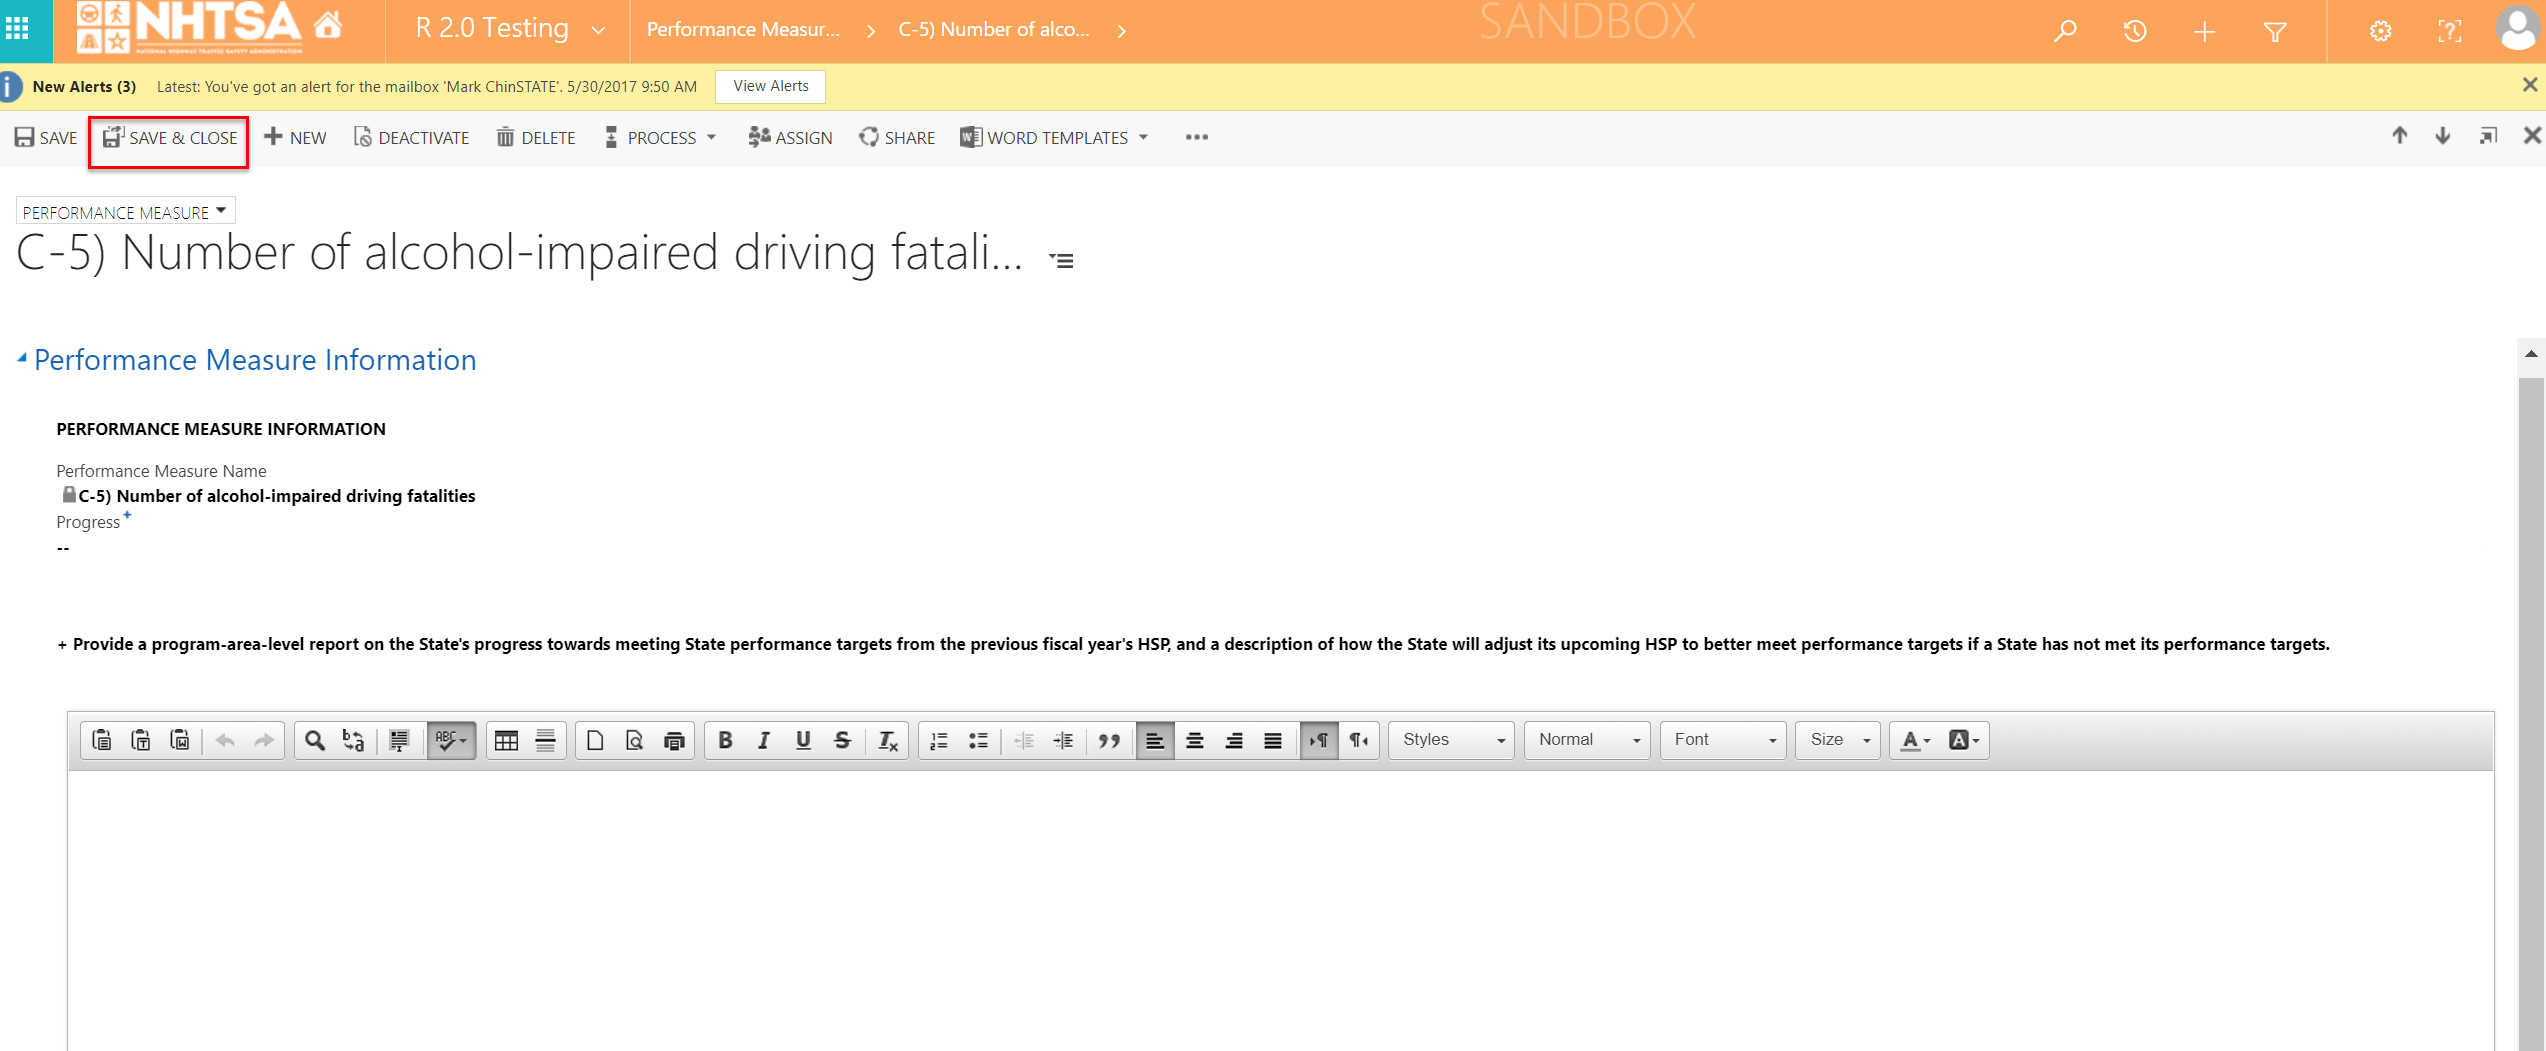 NHTSA
NATIONAL HIGHWAY TRAFFIC SAFETY ADMINISTRATION
R 2.0 Testing
Performance Measur...
C-5) Number of alco...
SANDBOX
New Alerts (3) Latest: You've got an alert for the mailbox 'Mark ChinSTATE'. 5/30/2017 9:50 AM View Alerts
SAVE SAVE & CLOSE NEW DEACTIVATE DELETE PROCESS ASSIGN SHARE WORD TEMPLATES
PERFORMANCE MEASURE
C-5) Number of alcohol-impaired driving fatali...
Performance Measure Information
PERFORMANCE MEASURE INFORMATION
Performance Measure Name
C-5) Number of alcohol-impaired driving fatalities
Progress +
--
+ Provide a program-area-level report on the State's progress towards meeting State performance targets from the previous fiscal year's HSP, and a description of how the State will adjust its upcoming HSP to better meet performance targets if a State has not met its performance targets.
Styles Normal Font Size